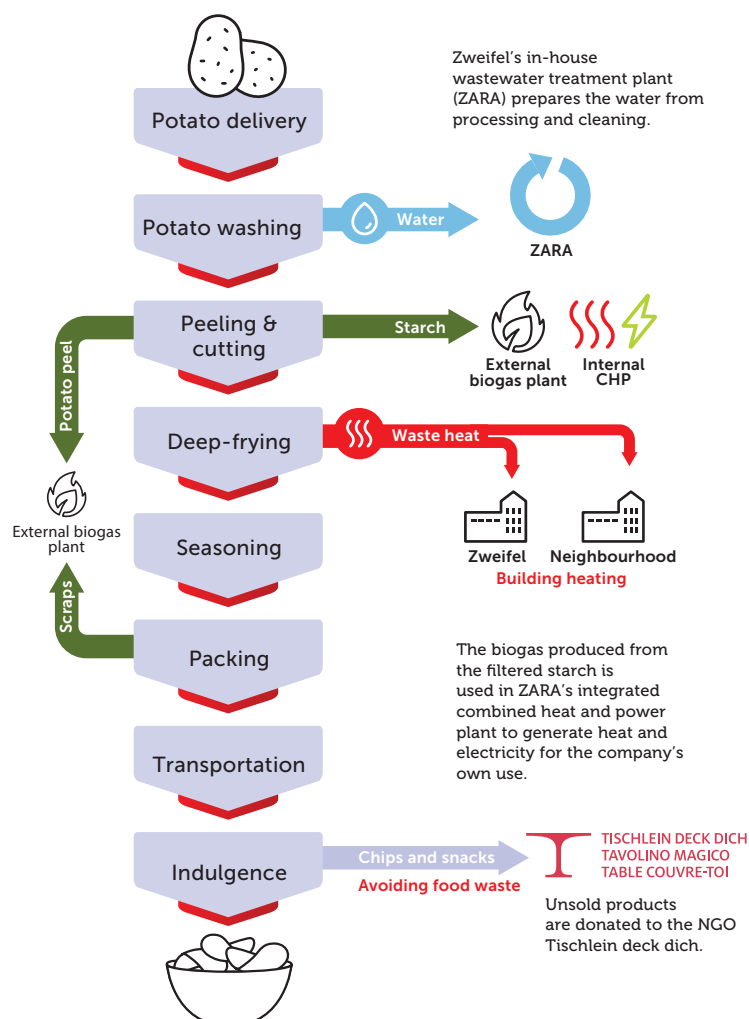 Zweifel's in-house
wastewater treatment plant
(ZARA) prepares the water from
processing and cleaning.
Potato delivery
Potato washing
Water
ZARA
Peeling &
cutting
Starch
External
biogas plant
Internal
CHP
Potato peel
Deep-frying
Waste heat
External biogas
plant
Zweifel
Neighbourhood
Building heating
Seasoning
Scraps
Packing
The biogas produced from
the filtered starch is
used in ZARA's integrated
combined heat and power
plant to generate heat and
electricity for the company's
own use.
Transportation
Indulgence
Chips and snacks
Avoiding food waste
TISCHLEIN DECK DICH
TAVOLINO MAGICO
TABLE COUVRE-TOI
Unsold products
are donated to the NGO
Tischlein deck dich.